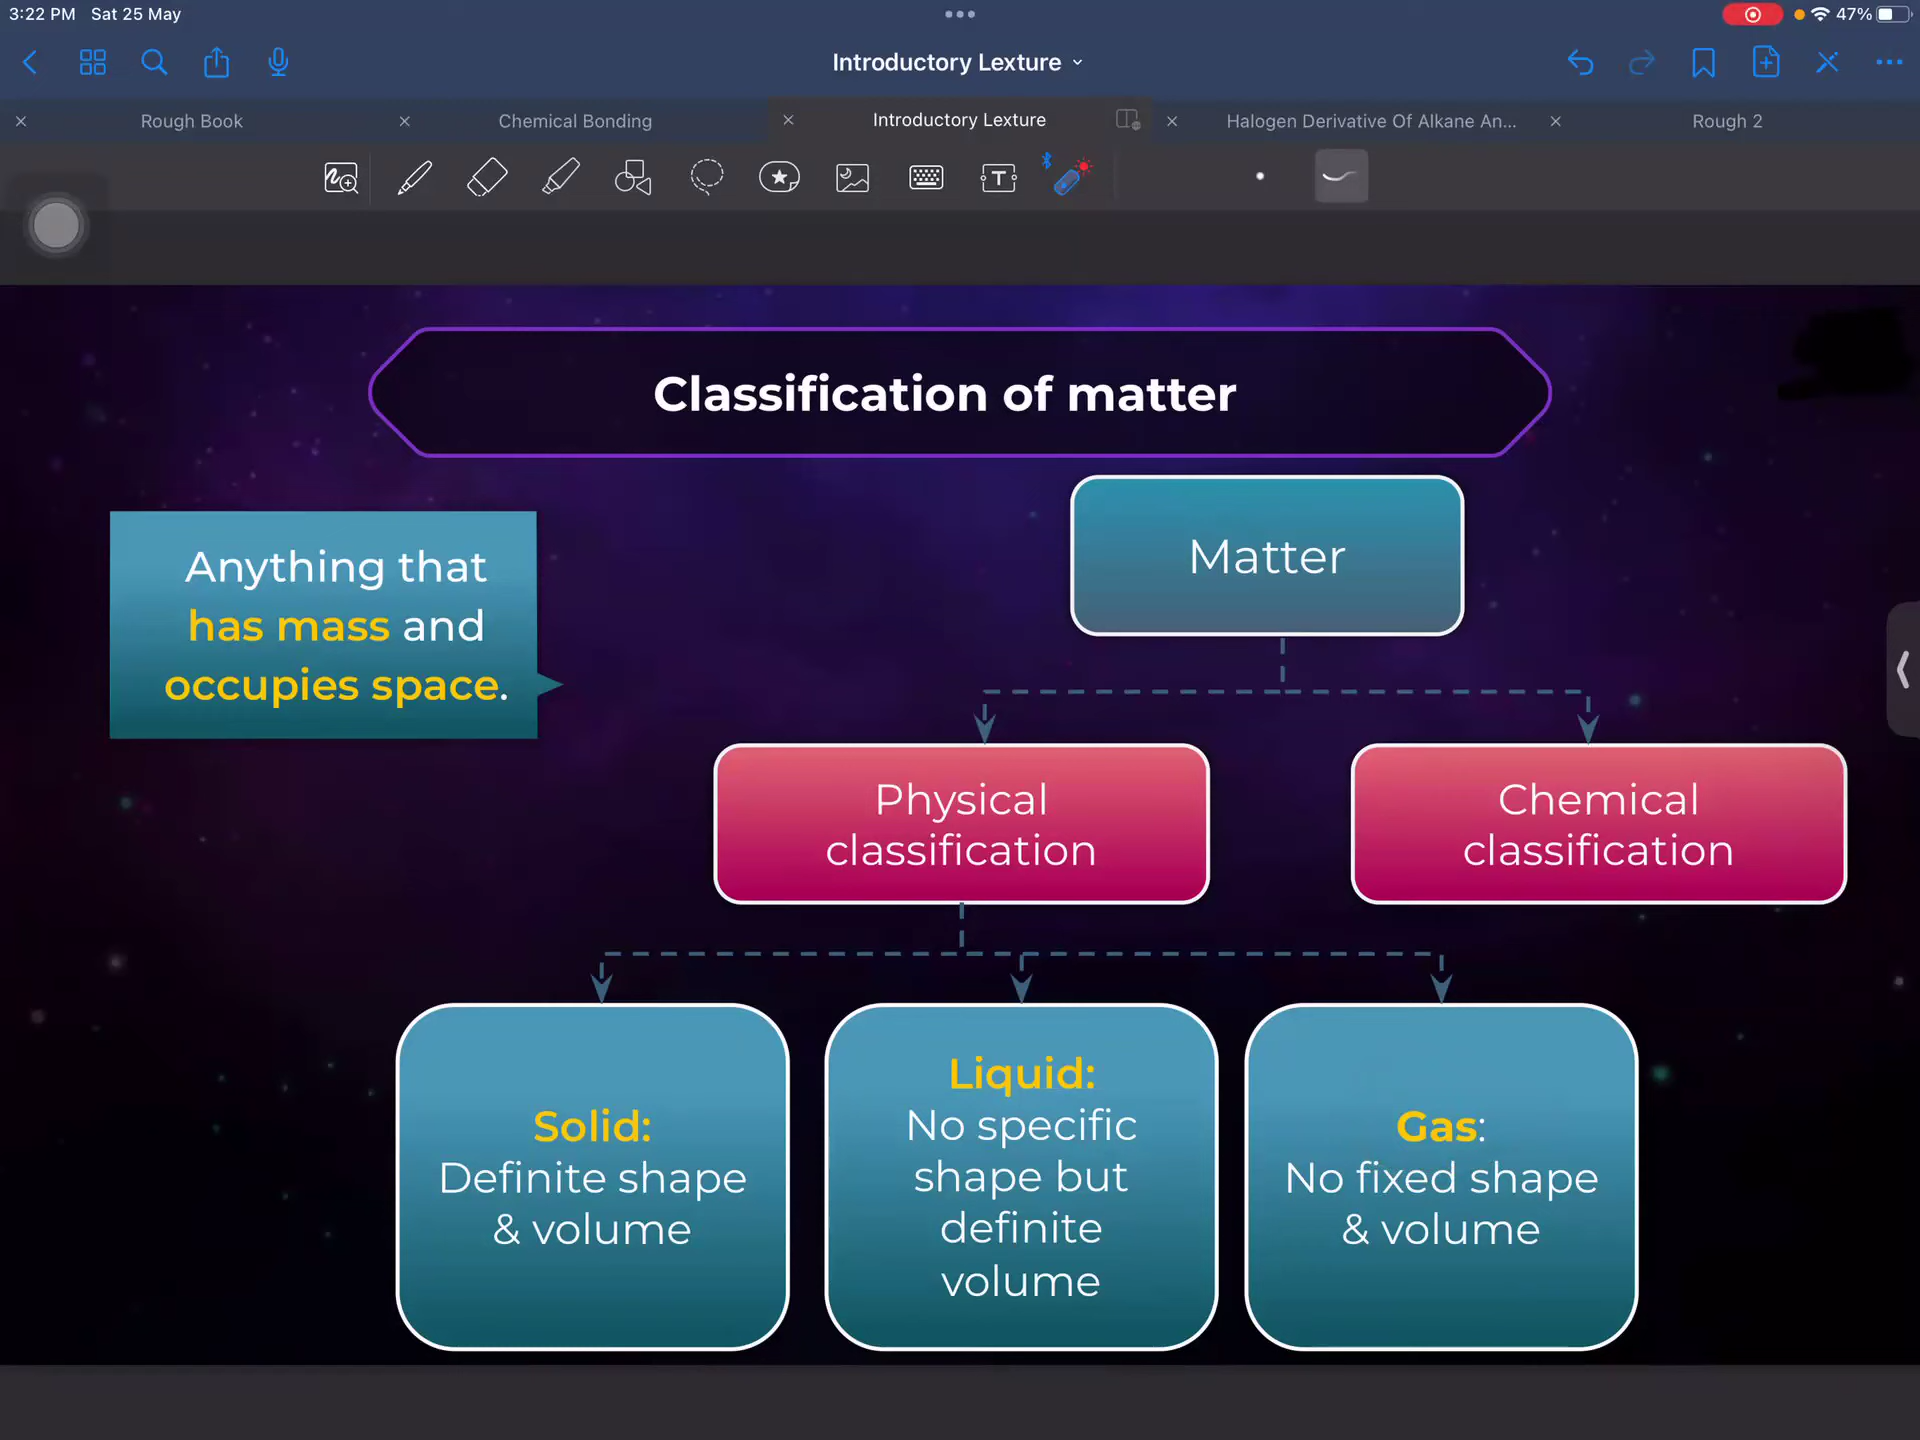 3:22 PM Sat 25 May
47%
Introductory Lexture
Rough Book
Chemical Bonding
Introductory Lexture
Halogen Derivative Of Alkane An...
Rough 2
T
Classification of matter
Anything that
has mass and
occupies space.
Matter
Physical
classification
Chemical
classification
Solid:
Definite shape
& volume
Liquid:
No specific
shape but
definite
volume
Gas:
No fixed shape
& volume